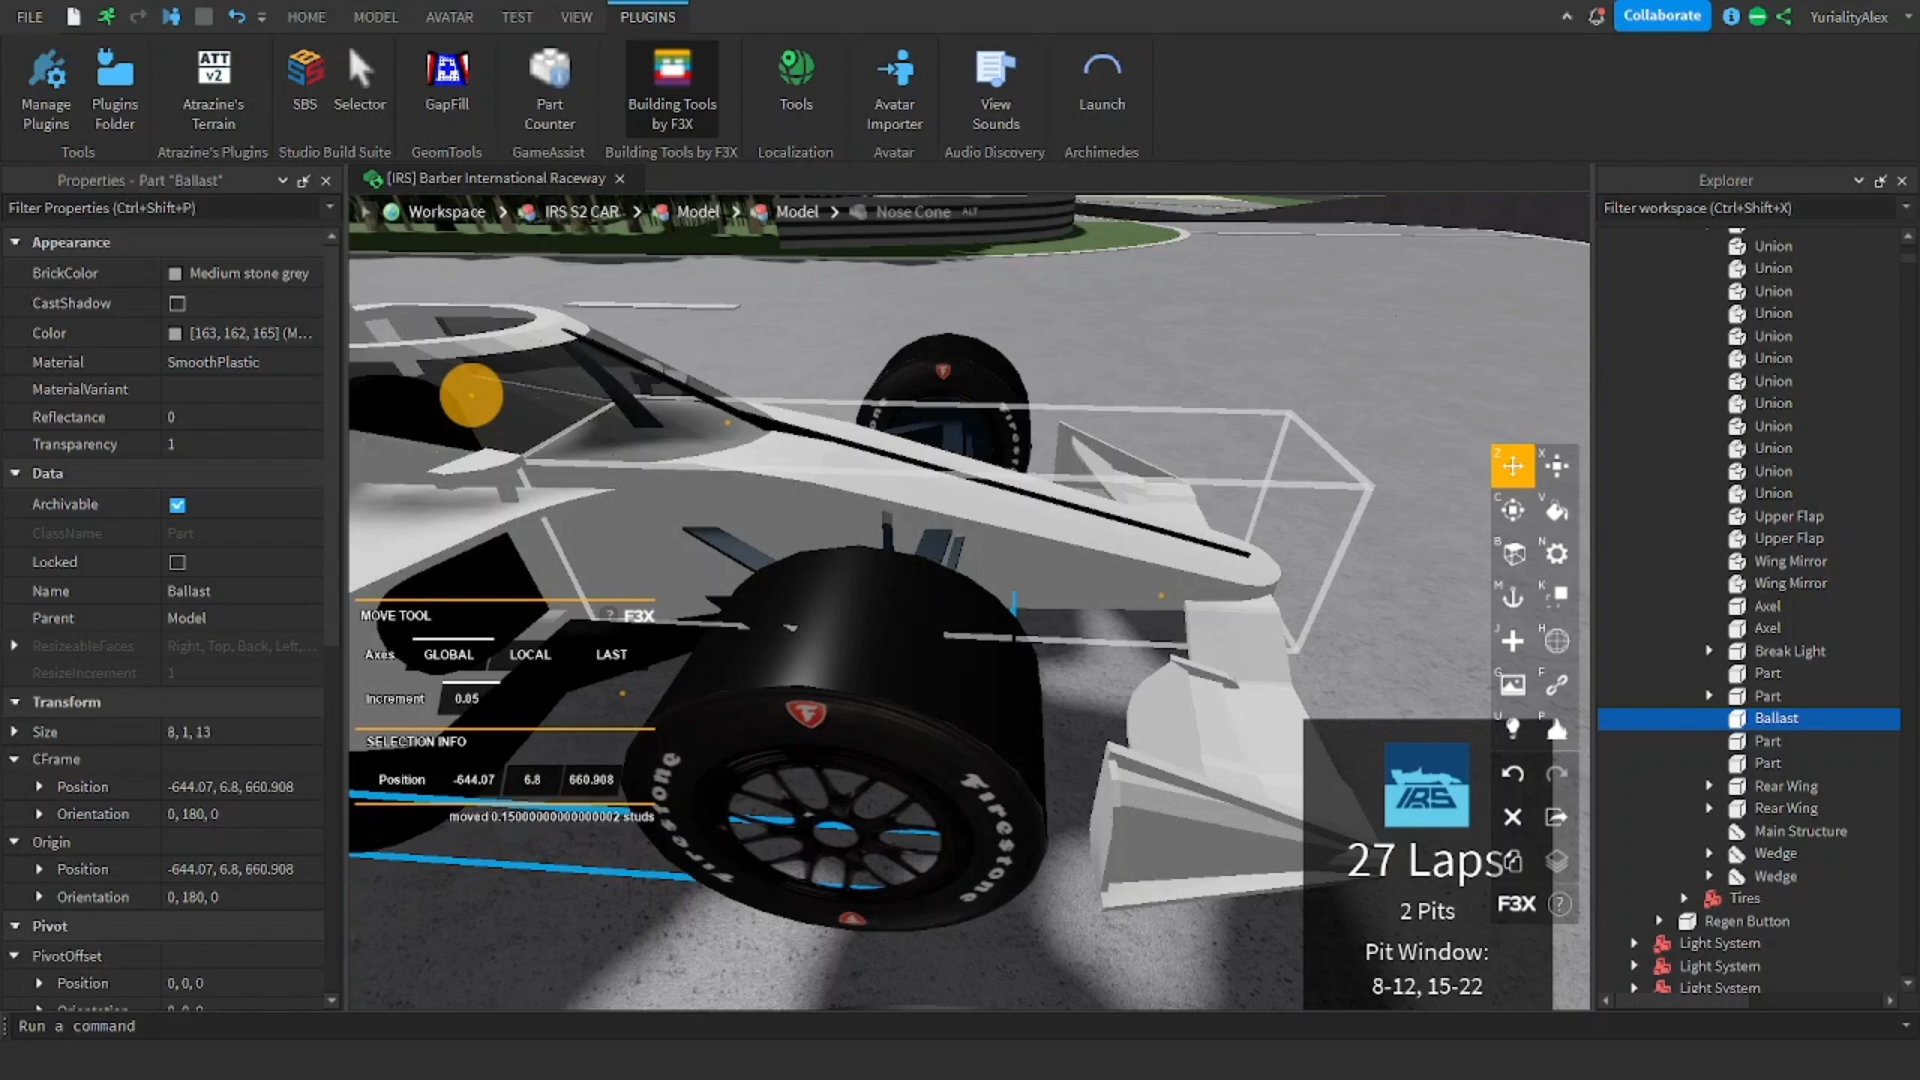 FILE HOME MODEL AVATAR TEST VIEW PLUGINS Collaborate YurialityAlex
Manage Plugins
Plugins Folder
Tools
ATT v2
Atrazine's Terrain
Atrazine's Plugins
SBS
Selector
Studio Build Suite
GapFill
GeomTools
Part Counter
GameAssist
Building Tools by F3X
Building Tools by F3X
Tools
Localization
Avatar Importer
Avatar
View Sounds
Audio Discovery
Launch
Archimedes
Properties - Part "Ballast"
Filter Properties (Ctrl+Shift+P)
Appearance
BrickColor Medium stone grey
CastShadow
Color [163, 162, 165] (M...
Material SmoothPlastic
MaterialVariant
Reflectance 0
Transparency 1
Data
Archivable
ClassName Part
Locked
Name Ballast
Parent Model
ResizeableFaces Right, Top, Back, Left,...
ResizeIncrement 1
Transform
Size 8, 1, 13
CFrame
Position -644.07, 6.8, 660.908
Orientation 0, 180, 0
Origin
Position -644.07, 6.8, 660.908
Orientation 0, 180, 0
Pivot
PivotOffset
Position 0, 0, 0
[IRS] Barber International Raceway
Workspace IRS S2 CAR Model Model Nose Cone ALT
MOVE TOOL ? F3X
Axes GLOBAL LOCAL LAST
Increment 0.05
SELECTION INFO
Position -644.07 6.8 660.908
moved 0.15000000000000002 studs
Firestone
Firestone
Z X
C V
B N
M K
J H
G F
U P
F3X ?
IRS
27 Laps
2 Pits
Pit Window:
8-12, 15-22
Explorer
Filter workspace (Ctrl+Shift+X)
Union
Union
Union
Union
Union
Union
Union
Union
Union
Union
Union
Union
Upper Flap
Upper Flap
Wing Mirror
Wing Mirror
Axel
Axel
Break Light
Part
Part
Ballast
Part
Part
Rear Wing
Rear Wing
Main Structure
Wedge
Wedge
Tires
Regen Button
Light System
Light System
Light System
Run a command